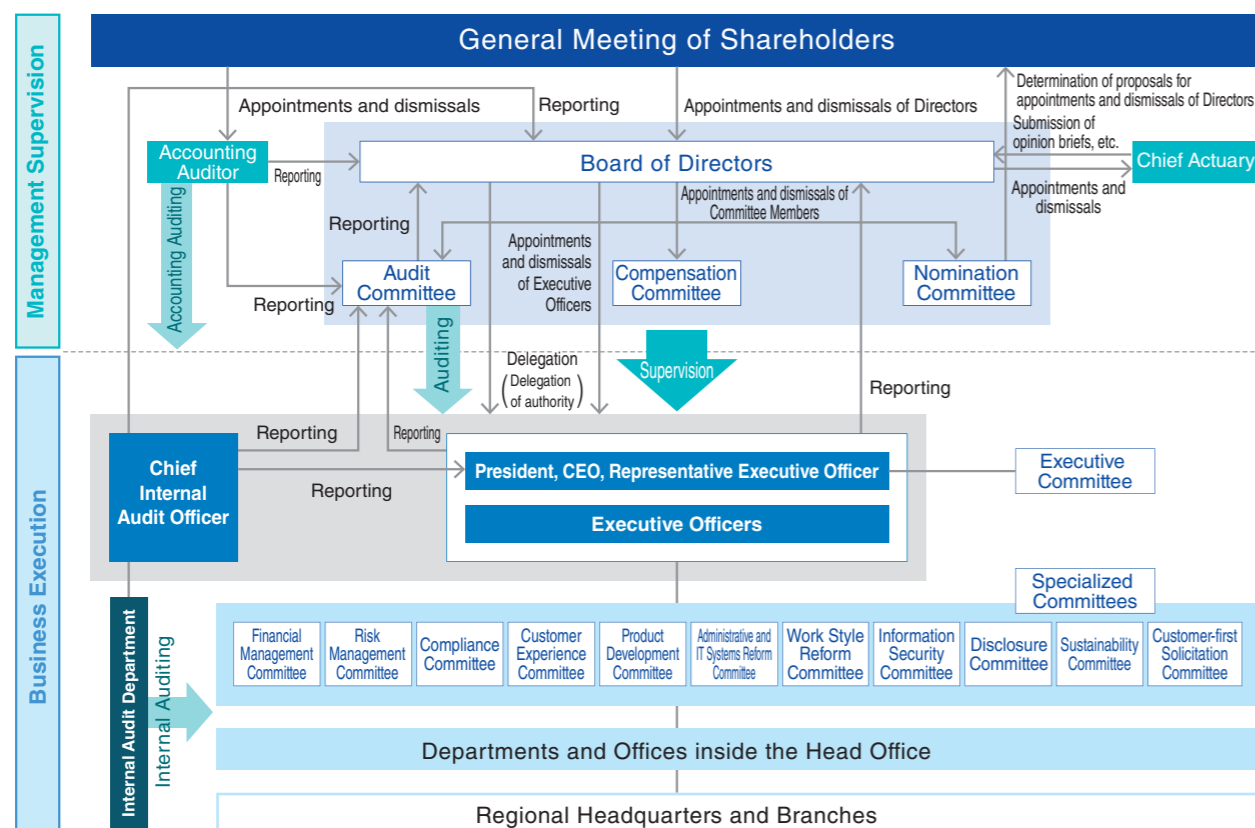 Management Supervision
General Meeting of Shareholders
Appointments and dismissals
Reporting
Appointments and dismissals of Directors
Determination of proposals for
appointments and dismissals of Directors
Submission of
opinion briefs, etc.
Accounting
Auditor
Reporting
Board of Directors
Chief Actuary
Appointments and
dismissals
Accounting Auditing
Reporting
Appointments and dismissals of
Committee Members
Appointments
and dismissals
of Executive
Officers
Audit
Committee
Compensation
Committee
Nomination
Committee
Reporting
Auditing
Delegation
(Delegation
of authority)
Supervision
Reporting
Business Execution
Reporting
Reporting
Chief
Internal
Audit Officer
Reporting
President, CEO, Representative Executive Officer
Executive Officers
Executive
Committee
Specialized
Committees
Internal Audit Department
Internal Auditing
Financial
Management
Committee
Risk
Management
Committee
Compliance
Committee
Customer
Experience
Committee
Product
Development
Committee
Administrative and
IT Systems Reform
Committee
Work Style
Reform
Committee
Information
Security
Committee
Disclosure
Committee
Sustainability
Committee
Customer-first
Solicitation
Committee
Departments and Offices inside the Head Office
Regional Headquarters and Branches